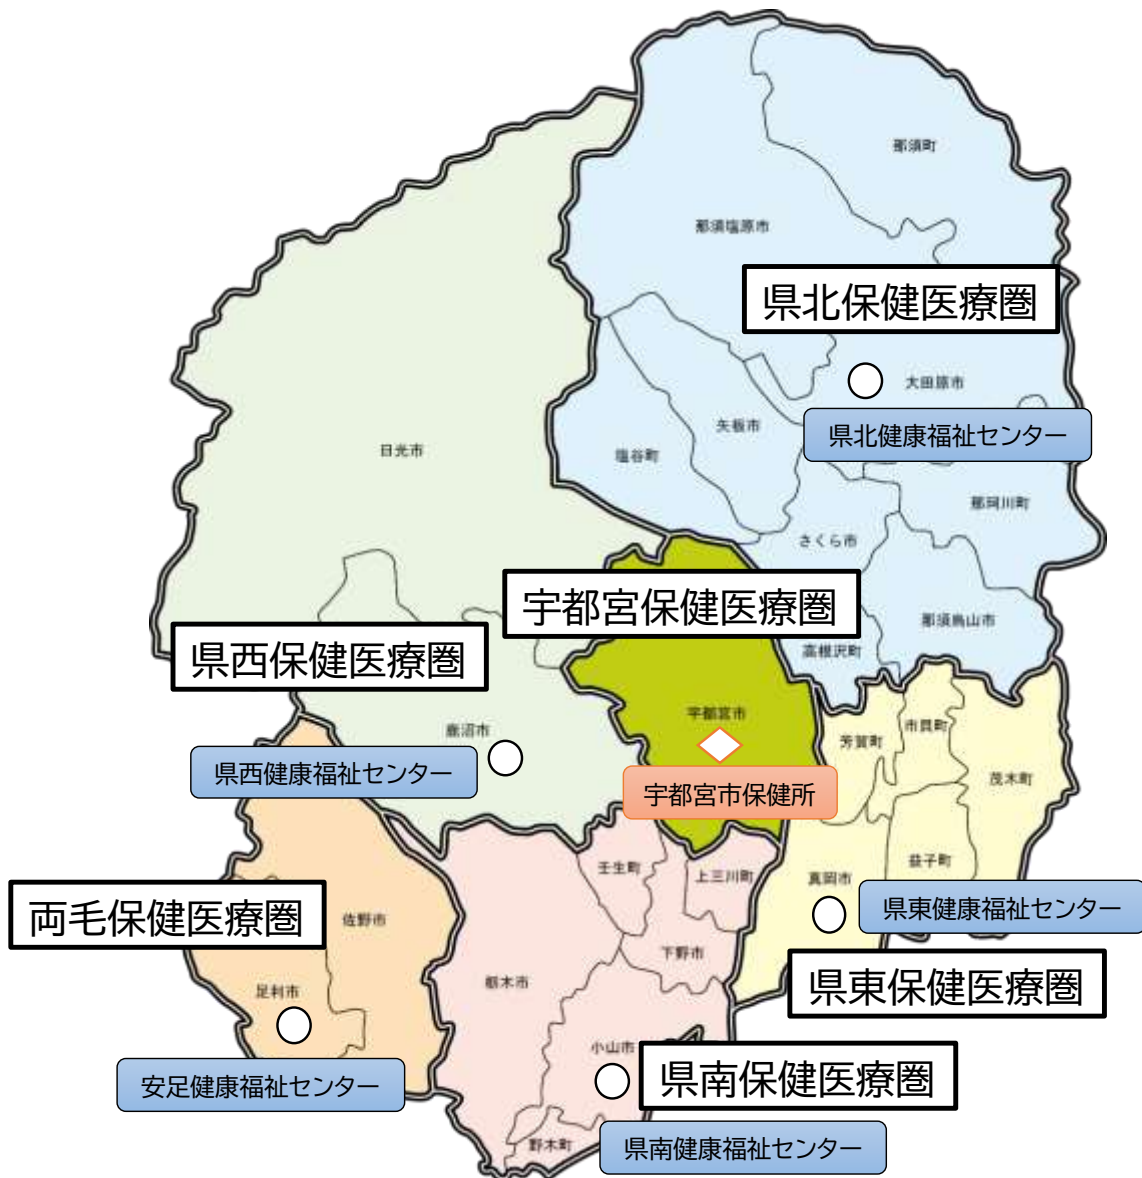 那須町
那須塩原市
県北保健医療圏
大田原市
矢板市
県北健康福祉センター
日光市
塩谷町
那珂川町
さくら市
宇都宮保健医療圏
那須烏山市
県西保健医療圏
高根沢町
宇都宮市
鹿沼市
市貝町
芳賀町
県西健康福祉センター
茂木町
宇都宮市保健所
益子町
壬生町
上三川町
真岡市
県東健康福祉センター
両毛保健医療圏
佐野市
下野市
栃木市
足利市
県東保健医療圏
小山市
県南保健医療圏
安足健康福祉センター
野木町
県南健康福祉センター